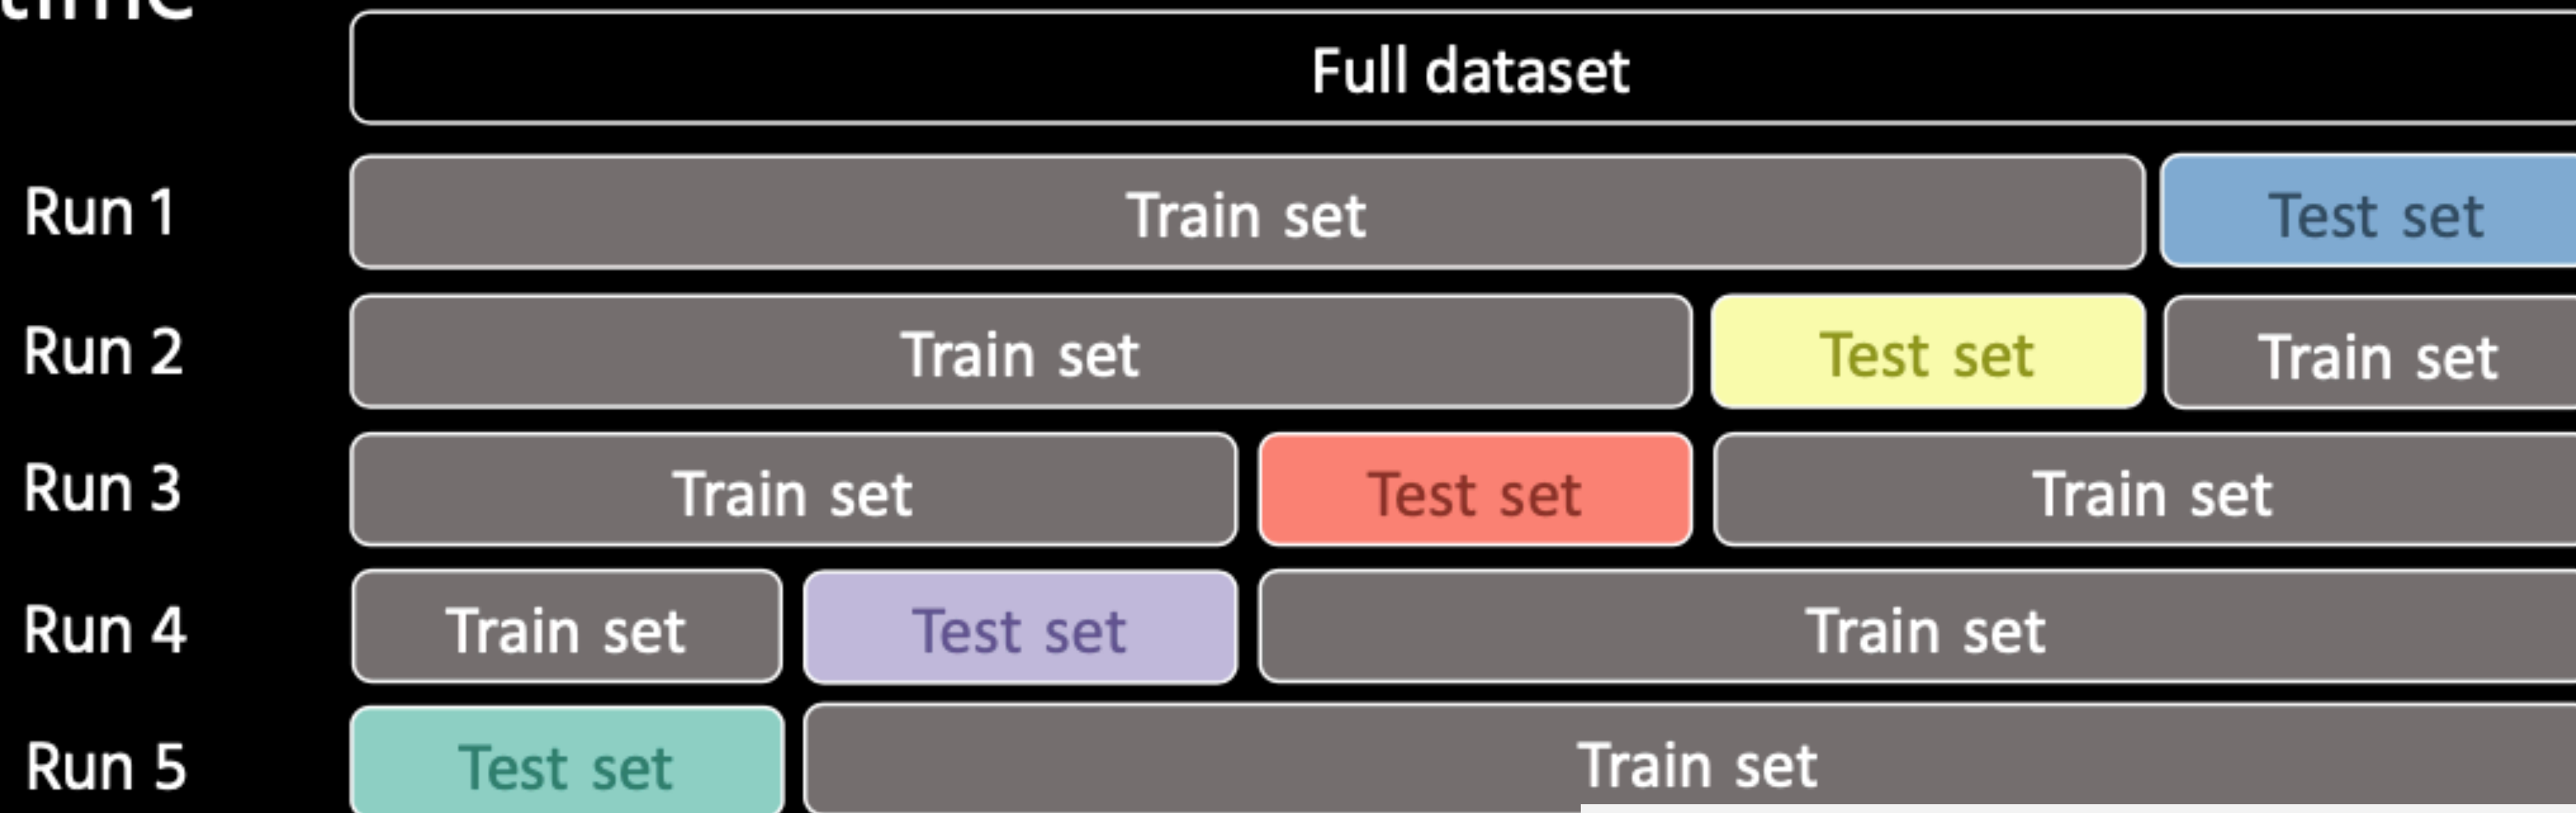 time
Full dataset
Run 1 Train set Test set
Run 2 Train set Test set Train set
Run 3 Train set Test set Train set
Run 4 Train set Test set Train set
Run 5 Test set Train set